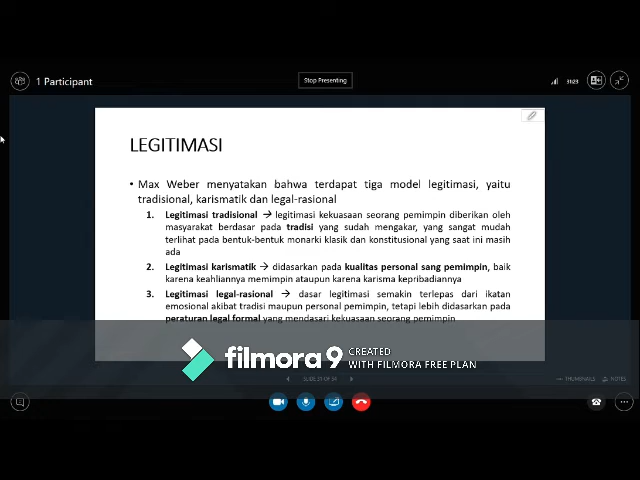 1 Participant
Stop Presenting
31:23
LEGITIMASI
• Max Weber menyatakan bahwa terdapat tiga model legitimasi, yaitu
tradisional, karismatik dan legal-rasional
1. Legitimasi tradisional → legitimasi kekuasaan seorang pemimpin diberikan oleh
masyarakat berdasar pada tradisi yang sudah mengakar, yang sangat mudah
terlihat pada bentuk-bentuk monarki klasik dan konstitusional yang saat ini masih
ada
2. Legitimasi karismatik → didasarkan pada kualitas personal sang pemimpin, baik
karena keahliannya memimpin ataupun karena karisma kepribadiannya
3. Legitimasi legal-rasional → dasar legitimasi semakin terlepas dari ikatan
emosional akibat tradisi maupun personal pemimpin, tetapi lebih didasarkan pada
peraturan legal formal yang mendasari kekuasaan seorang pemimpin
filmora9 CREATED
WITH FILMORA FREE PLAN
THUMBNAILS NOTES